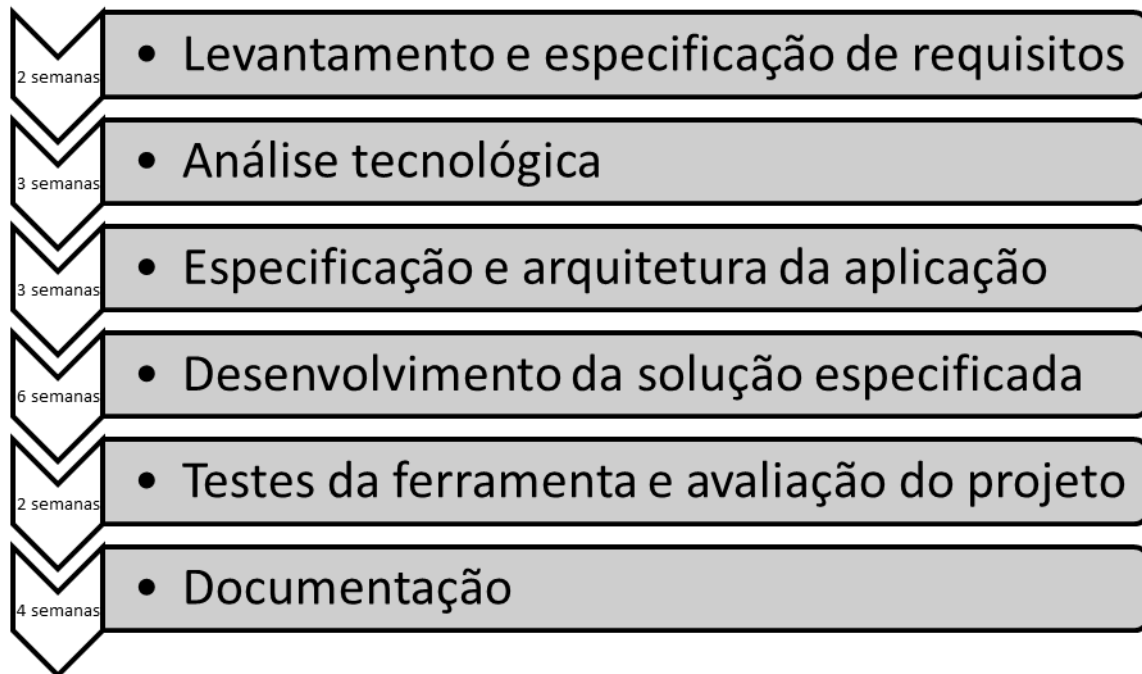 2 semanas
• Levantamento e especificação de requisitos
3 semanas
• Análise tecnológica
3 semanas
• Especificação e arquitetura da aplicação
6 semanas
• Desenvolvimento da solução especificada
2 semanas
• Testes da ferramenta e avaliação do projeto
4 semanas
• Documentação